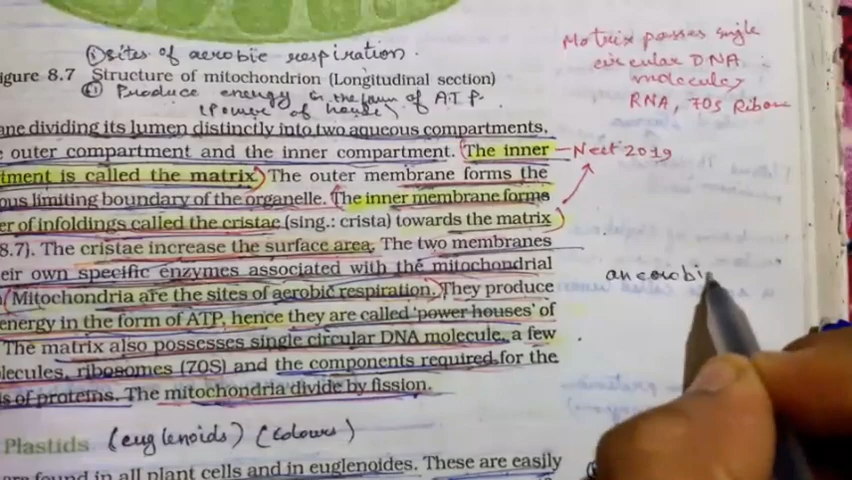 ① sites of aerobic respiration.
igure 8.7 Structure of mitochondrion (Longitudinal section)
② Produce energy in the form of A.T.P.
(Power of house)
Matrix posses single
circular DNA
molecule,
RNA, 70s Ribose
ane dividing its lumen distinctly into two aqueous compartments,
e outer compartment and the inner compartment. (The inner - Neet 2019
tment is called the matrix) The outer membrane forms the
ous limiting boundary of the organelle. The inner membrane forms
er of infoldings called the cristae (sing.: crista) towards the matrix)
8.7). The cristae increase the surface area. The two membranes
eir own specific enzymes associated with the mitochondrial
(Mitochondria are the sites of aerobic respiration.) They produce
energy in the form of ATP, hence they are called 'power houses' of
The matrix also possesses single circular DNA molecule, a few
lecules, ribosomes (70S) and the components required for the
is of proteins. The mitochondria divide by fission.
anaerobi
Plastids (euglenoids) (colours)
are found in all plant cells and in euglenoides. These are easily